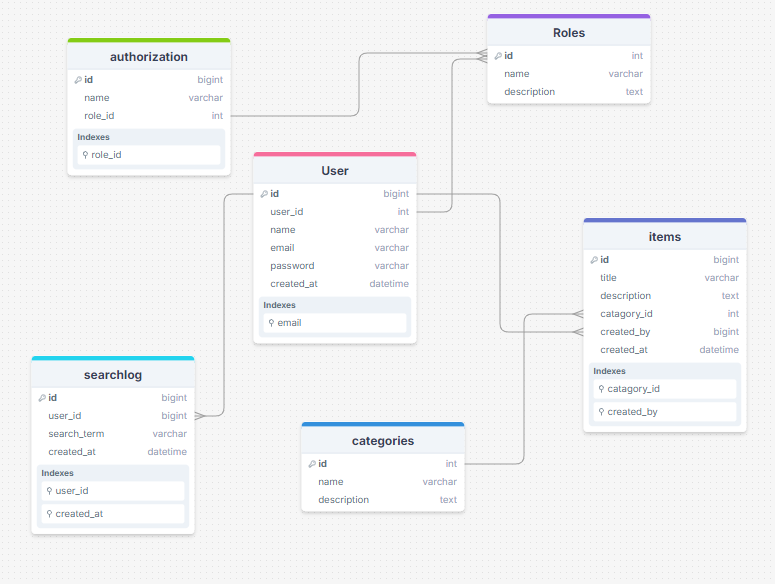 authorization
id bigint
name varchar
role_id int
Indexes
role_id
Roles
id int
name varchar
description text
User
id bigint
user_id int
name varchar
email varchar
password varchar
created_at datetime
Indexes
email
items
id bigint
title varchar
description text
catagory_id int
created_by bigint
created_at datetime
Indexes
catagory_id
created_by
searchlog
id bigint
user_id bigint
search_term varchar
created_at datetime
Indexes
user_id
created_at
categories
id int
name varchar
description text